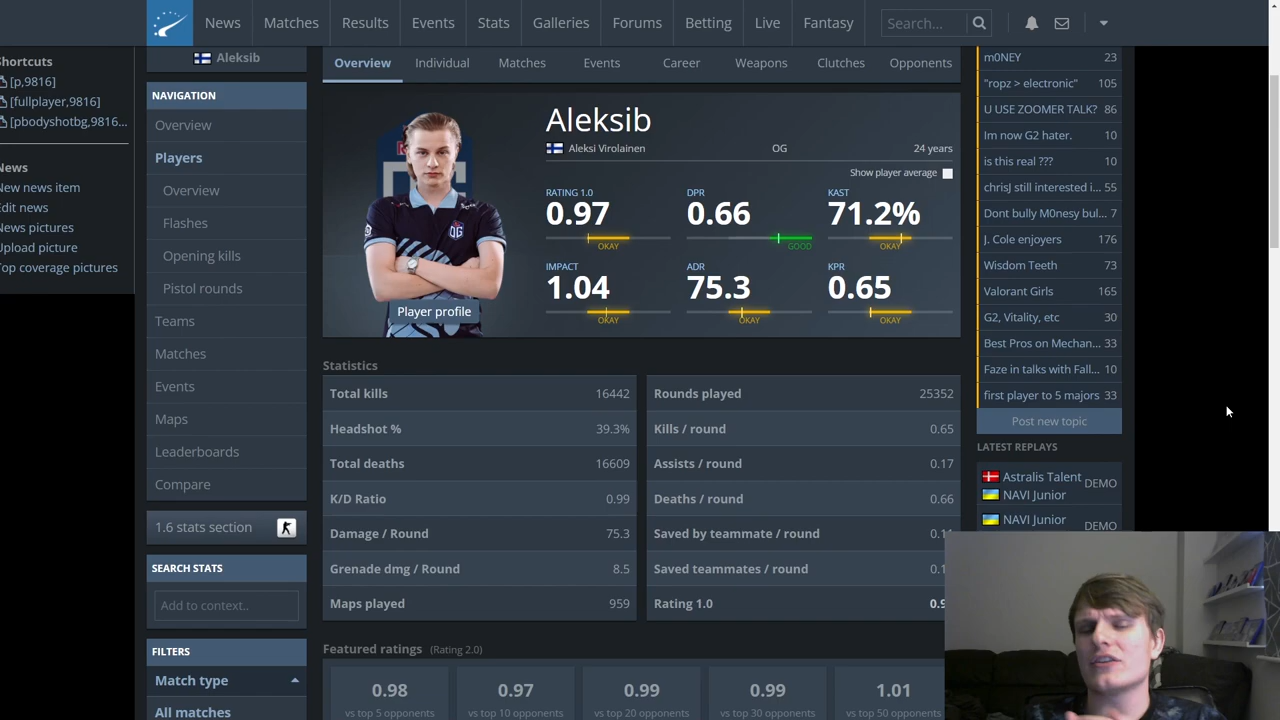 News Matches Results Events Stats Galleries Forums Betting Live Fantasy Search...
Shortcuts
[p,9816]
[fullplayer,9816]
[pbodyshotbg,9816...
News
New news item
Edit news
News pictures
Upload picture
Top coverage pictures
Aleksib
NAVIGATION
Overview
Players
Overview
Flashes
Opening kills
Pistol rounds
Teams
Matches
Events
Maps
Leaderboards
Compare
1.6 stats section
SEARCH STATS
Add to context..
FILTERS
Match type
All matches
Overview Individual Matches Events Career Weapons Clutches Opponents
Aleksib
Aleksi Virolainen OG 24 years
Show player average
RATING 1.0 DPR KAST
0.97 0.66 71.2%
OKAY GOOD OKAY
IMPACT ADR KPR
1.04 75.3 0.65
OKAY OKAY OKAY
OG
Player profile
Statistics
Total kills 16442
Headshot % 39.3%
Total deaths 16609
K/D Ratio 0.99
Damage / Round 75.3
Grenade dmg / Round 8.5
Maps played 959
Rounds played 25352
Kills / round 0.65
Assists / round 0.17
Deaths / round 0.66
Saved by teammate / round
Saved teammates / round
Rating 1.0
Featured ratings (Rating 2.0)
0.98 0.97 0.99 0.99 1.01
vs top 5 opponents vs top 10 opponents vs top 20 opponents vs top 30 opponents vs top 50 opponents
m0NEY 23
"ropz > electronic" 105
U USE ZOOMER TALK? 86
Im now G2 hater. 10
is this real ??? 10
chrisJ still interested i... 55
Dont bully M0nesy bul... 7
J. Cole enjoyers 176
Wisdom Teeth 73
Valorant Girls 165
G2, Vitality, etc 30
Best Pros on Mechan... 33
Faze in talks with Fall... 10
first player to 5 majors 33
Post new topic
LATEST REPLAYS
Astralis Talent DEMO
NAVI Junior
NAVI Junior DEMO